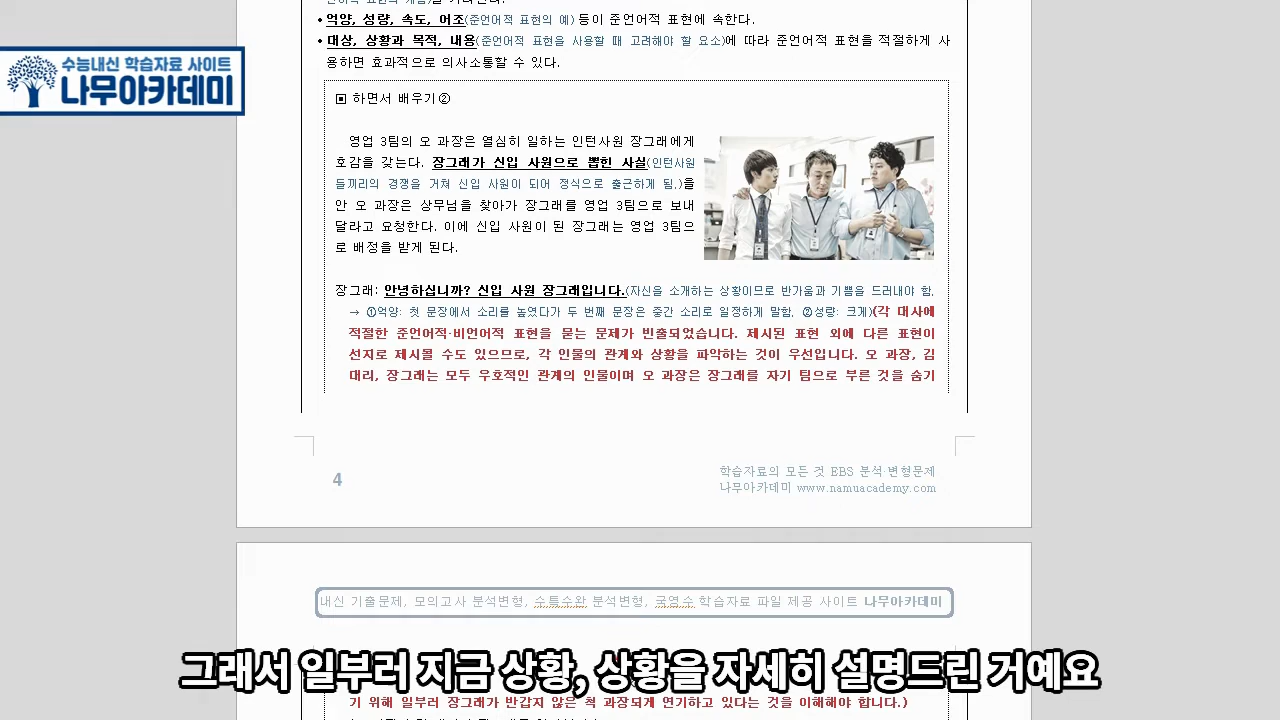 • 억양, 성량, 속도, 어조(준언어적 표현의 예) 등이 준언어적 표현에 속한다.
• 대상, 상황과 목적, 내용(준언어적 표현을 사용할 때 고려해야 할 요소)에 따라 준언어적 표현을 적절하게 사
용하면 효과적으로 의사소통할 수 있다.
수능내신 학습자료 사이트
나무아카데미
▣ 하면서 배우기②
영업 3팀의 오 과장은 열심히 일하는 인턴사원 장그래에게
호감을 갖는다. 장그래가 신입 사원으로 뽑힌 사실(인턴사원
들끼리의 경쟁을 거쳐 신입 사원이 되어 정식으로 출근하게 됨.)을
안 오 과장은 상무님을 찾아가 장그래를 영업 3팀으로 보내
달라고 요청한다. 이에 신입 사원이 된 장그래는 영업 3팀으
로 배정을 받게 된다.
장그래: 안녕하십니까? 신입 사원 장그래입니다.(자신을 소개하는 상황이므로 반가움과 기쁨을 드러내야 함.
→ ①억양: 첫 문장에서 소리를 높였다가 두 번째 문장은 중간 소리로 일정하게 말함. ②성량: 크게)(각 대사에
적절한 준언어적·비언어적 표현을 묻는 문제가 빈출되었습니다. 제시된 표현 외에 다른 표현이
선지로 제시될 수도 있으므로, 각 인물의 관계와 상황을 파악하는 것이 우선입니다. 오 과장, 김
대리, 장그래는 모두 우호적인 관계의 인물이며 오 과장은 장그래를 자기 팀으로 부른 것을 숨기
4
학습자료의 모든 것 EBS 분석·변형문제
나무아카데미 www.namuacademy.com
내신 기출문제, 모의고사 분석변형, 수특수완 분석변형, 국영수 학습자료 파일 제공 사이트 나무아카데미
그래서 일부러 지금 상황, 상황을 자세히 설명드린 거예요
기 위해 일부러 장그래가 반갑지 않은 척 과장되게 연기하고 있다는 것을 이해해야 합니다.)